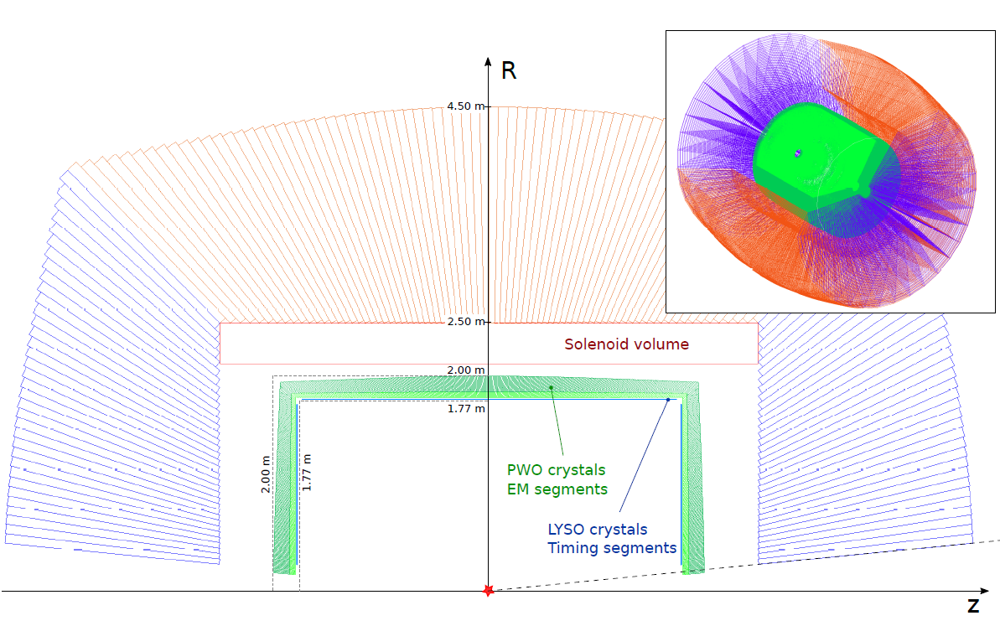 R
4.50 m
2.50 m
Solenoid volume
2.00 m
1.77 m
2.00 m
1.77 m
PWO crystals
EM segments
LYSO crystals
Timing segments
Z